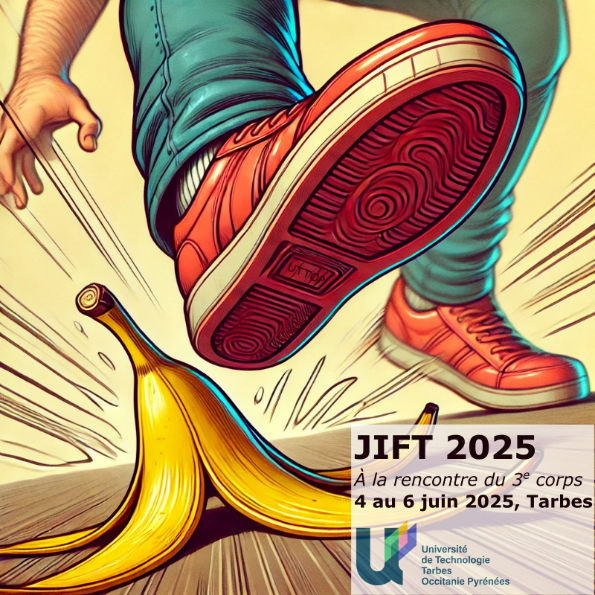 JIFT 2025
À la rencontre du 3e corps
4 au 6 juin 2025, Tarbes
Université
de Technologie
Tarbes
Occitanie Pyrénées